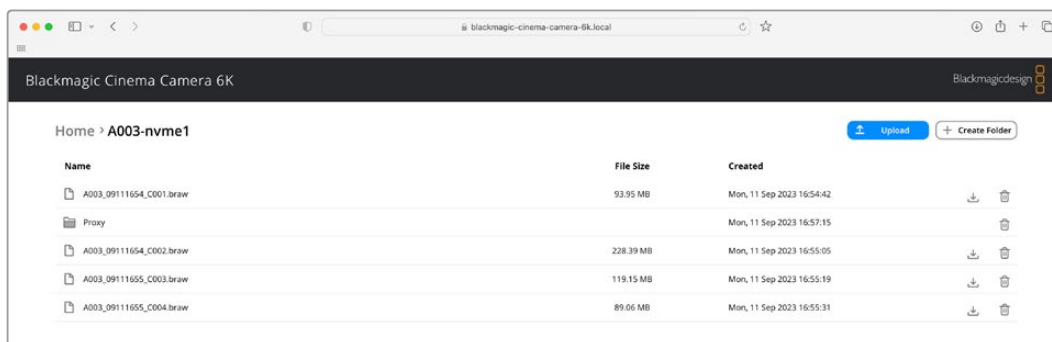 blackmagic-cinema-camera-6k.local
Blackmagic Cinema Camera 6K
Blackmagicdesign
Home > A003-nvme1
Upload
+ Create Folder
Name File Size Created
A003_09111654_C001.braw 93.95 MB Mon, 11 Sep 2023 16:54:42
Proxy Mon, 11 Sep 2023 16:57:15
A003_09111654_C002.braw 228.39 MB Mon, 11 Sep 2023 16:55:05
A003_09111655_C003.braw 119.15 MB Mon, 11 Sep 2023 16:55:19
A003_09111655_C004.braw 89.06 MB Mon, 11 Sep 2023 16:55:31